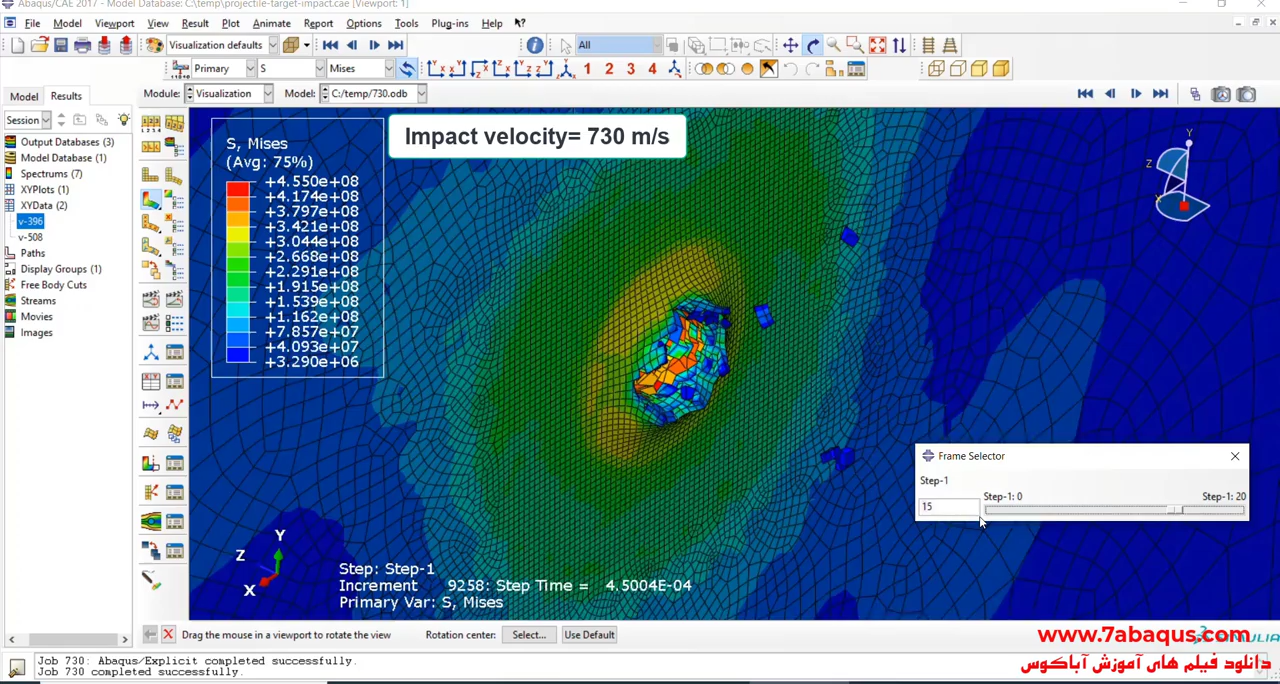 Abaqus/CAE 2017 - Model Database: C:\temp\projectile-target-impact.cae [Viewport: 1]
File Model Viewport View Result Plot Animate Report Options Tools Plug-ins Help
Visualization defaults All
Primary S Mises 1 2 3 4
Model Results Module: Visualization Model: C:/temp/730.odb
Session
Output Databases (3)
Model Database (1)
Spectrums (7)
XYPlots (1)
XYData (2)
v-396
v-508
Paths
Display Groups (1)
Free Body Cuts
Streams
Movies
Images
Impact velocity= 730 m/s
S, Mises
(Avg: 75%)
+4.550e+08
+4.174e+08
+3.797e+08
+3.421e+08
+3.044e+08
+2.668e+08
+2.291e+08
+1.915e+08
+1.539e+08
+1.162e+08
+7.857e+07
+4.093e+07
+3.290e+06
Y
Z
X
Frame Selector
Step-1
Step-1: 0 Step-1: 20
15
Y
Z
X
Step: Step-1
Increment 9258: Step Time = 4.5004E-04
Primary Var: S, Mises
Drag the mouse in a viewport to rotate the view Rotation center: Select... Use Default
www.7abaqus.com
دانلود فیلم های آموزش آباکوس
Job 730: Abaqus/Explicit completed successfully.
Job 730 completed successfully.